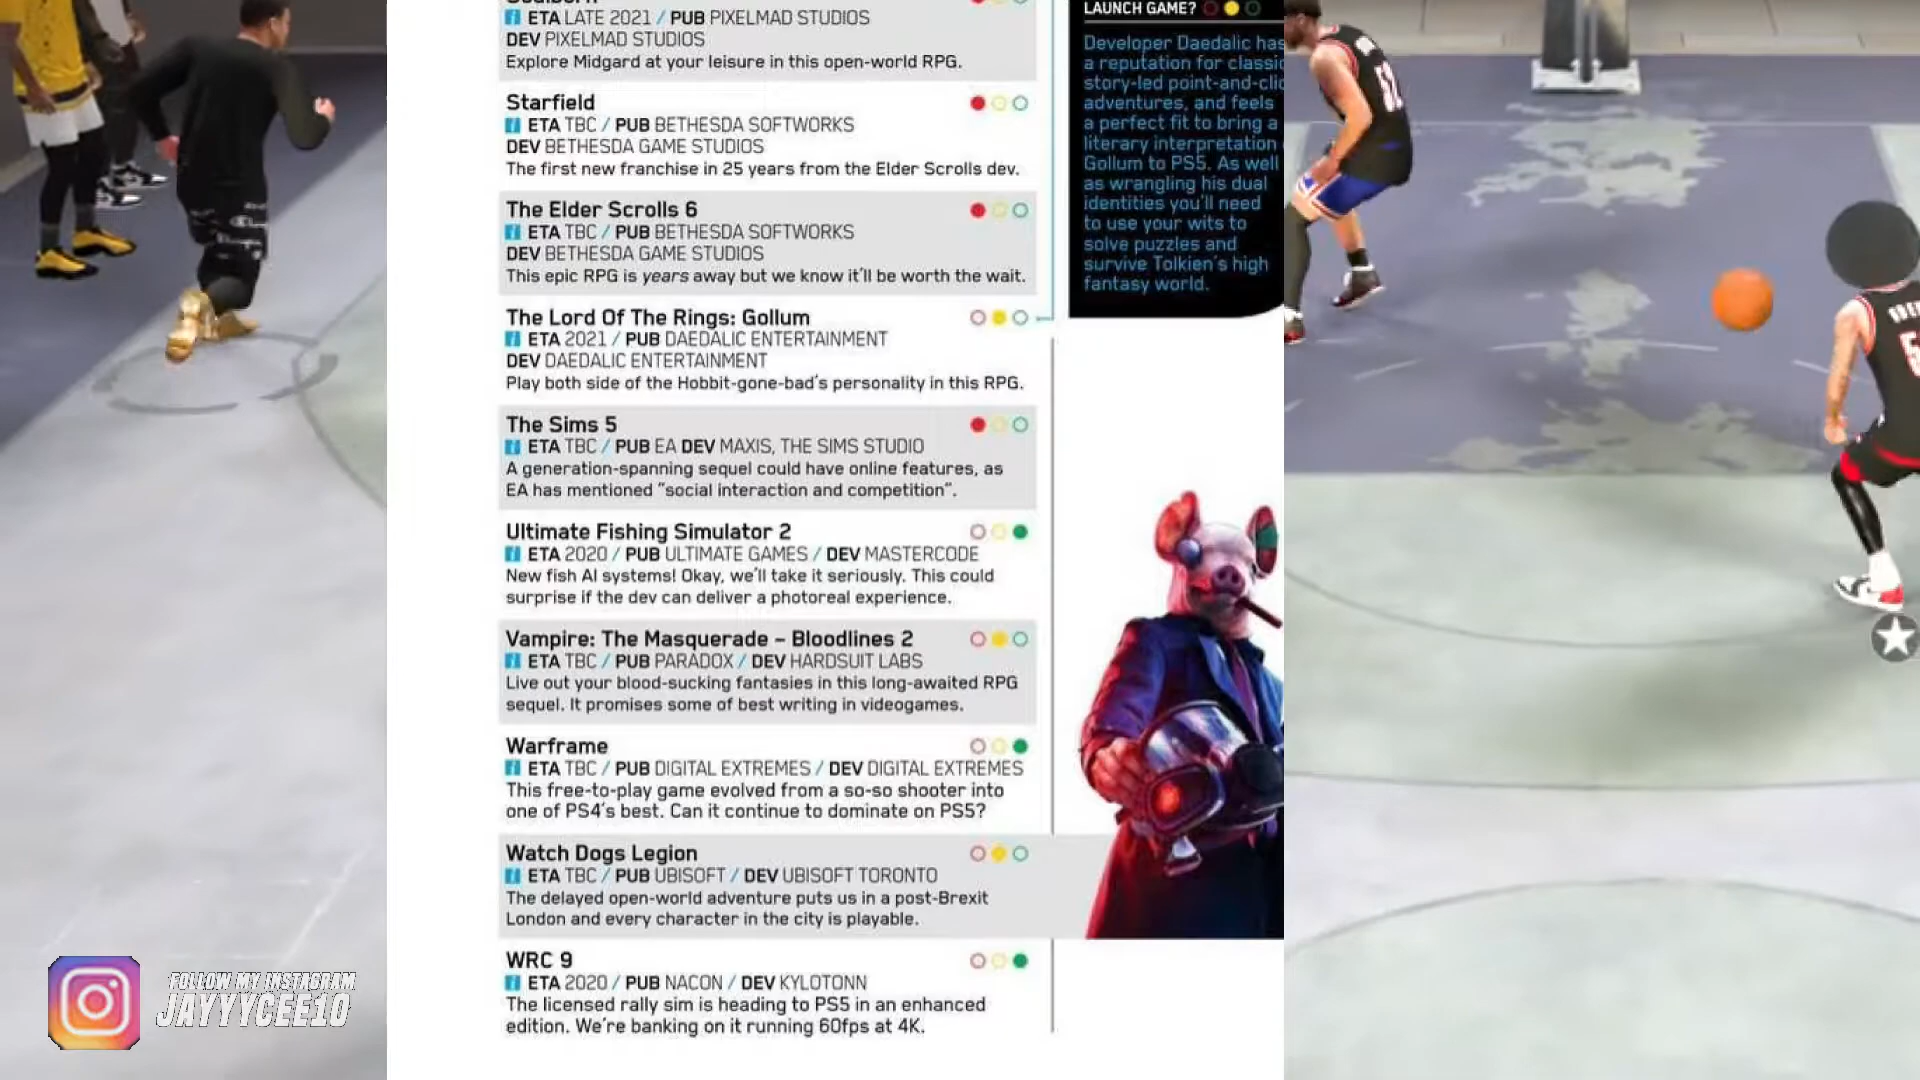 ETA LATE 2021 / PUB PIXELMAD STUDIOS
DEV PIXELMAD STUDIOS
Explore Midgard at your leisure in this open-world RPG.
Starfield
ETA TBC / PUB BETHESDA SOFTWORKS
DEV BETHESDA GAME STUDIOS
The first new franchise in 25 years from the Elder Scrolls dev.
The Elder Scrolls 6
ETA TBC / PUB BETHESDA SOFTWORKS
DEV BETHESDA GAME STUDIOS
This epic RPG is years away but we know it'll be worth the wait.
The Lord Of The Rings: Gollum
ETA 2021 / PUB DAEDALIC ENTERTAINMENT
DEV DAEDALIC ENTERTAINMENT
Play both side of the Hobbit-gone-bad's personality in this RPG.
The Sims 5
ETA TBC / PUB EA DEV MAXIS, THE SIMS STUDIO
A generation-spanning sequel could have online features, as
EA has mentioned "social interaction and competition".
Ultimate Fishing Simulator 2
ETA 2020 / PUB ULTIMATE GAMES / DEV MASTERCODE
New fish AI systems! Okay, we'll take it seriously. This could
surprise if the dev can deliver a photoreal experience.
Vampire: The Masquerade – Bloodlines 2
ETA TBC / PUB PARADOX / DEV HARDSUIT LABS
Live out your blood-sucking fantasies in this long-awaited RPG
sequel. It promises some of best writing in videogames.
Warframe
ETA TBC / PUB DIGITAL EXTREMES / DEV DIGITAL EXTREMES
This free-to-play game evolved from a so-so shooter into
one of PS4's best. Can it continue to dominate on PS5?
Watch Dogs Legion
ETA TBC / PUB UBISOFT / DEV UBISOFT TORONTO
The delayed open-world adventure puts us in a post-Brexit
London and every character in the city is playable.
WRC 9
ETA 2020 / PUB NACON / DEV KYLOTONN
The licensed rally sim is heading to PS5 in an enhanced
edition. We're banking on it running 60fps at 4K.
LAUNCH GAME?
Developer Daedalic has
a reputation for classic
story-led point-and-clic
adventures, and feels
a perfect fit to bring a
literary interpretation
Gollum to PS5. As well
as wrangling his dual
identities you'll need
to use your wits to
solve puzzles and
survive Tolkien's high
fantasy world.
FOLLOW MY INSTAGRAM
JAYYYCEE10